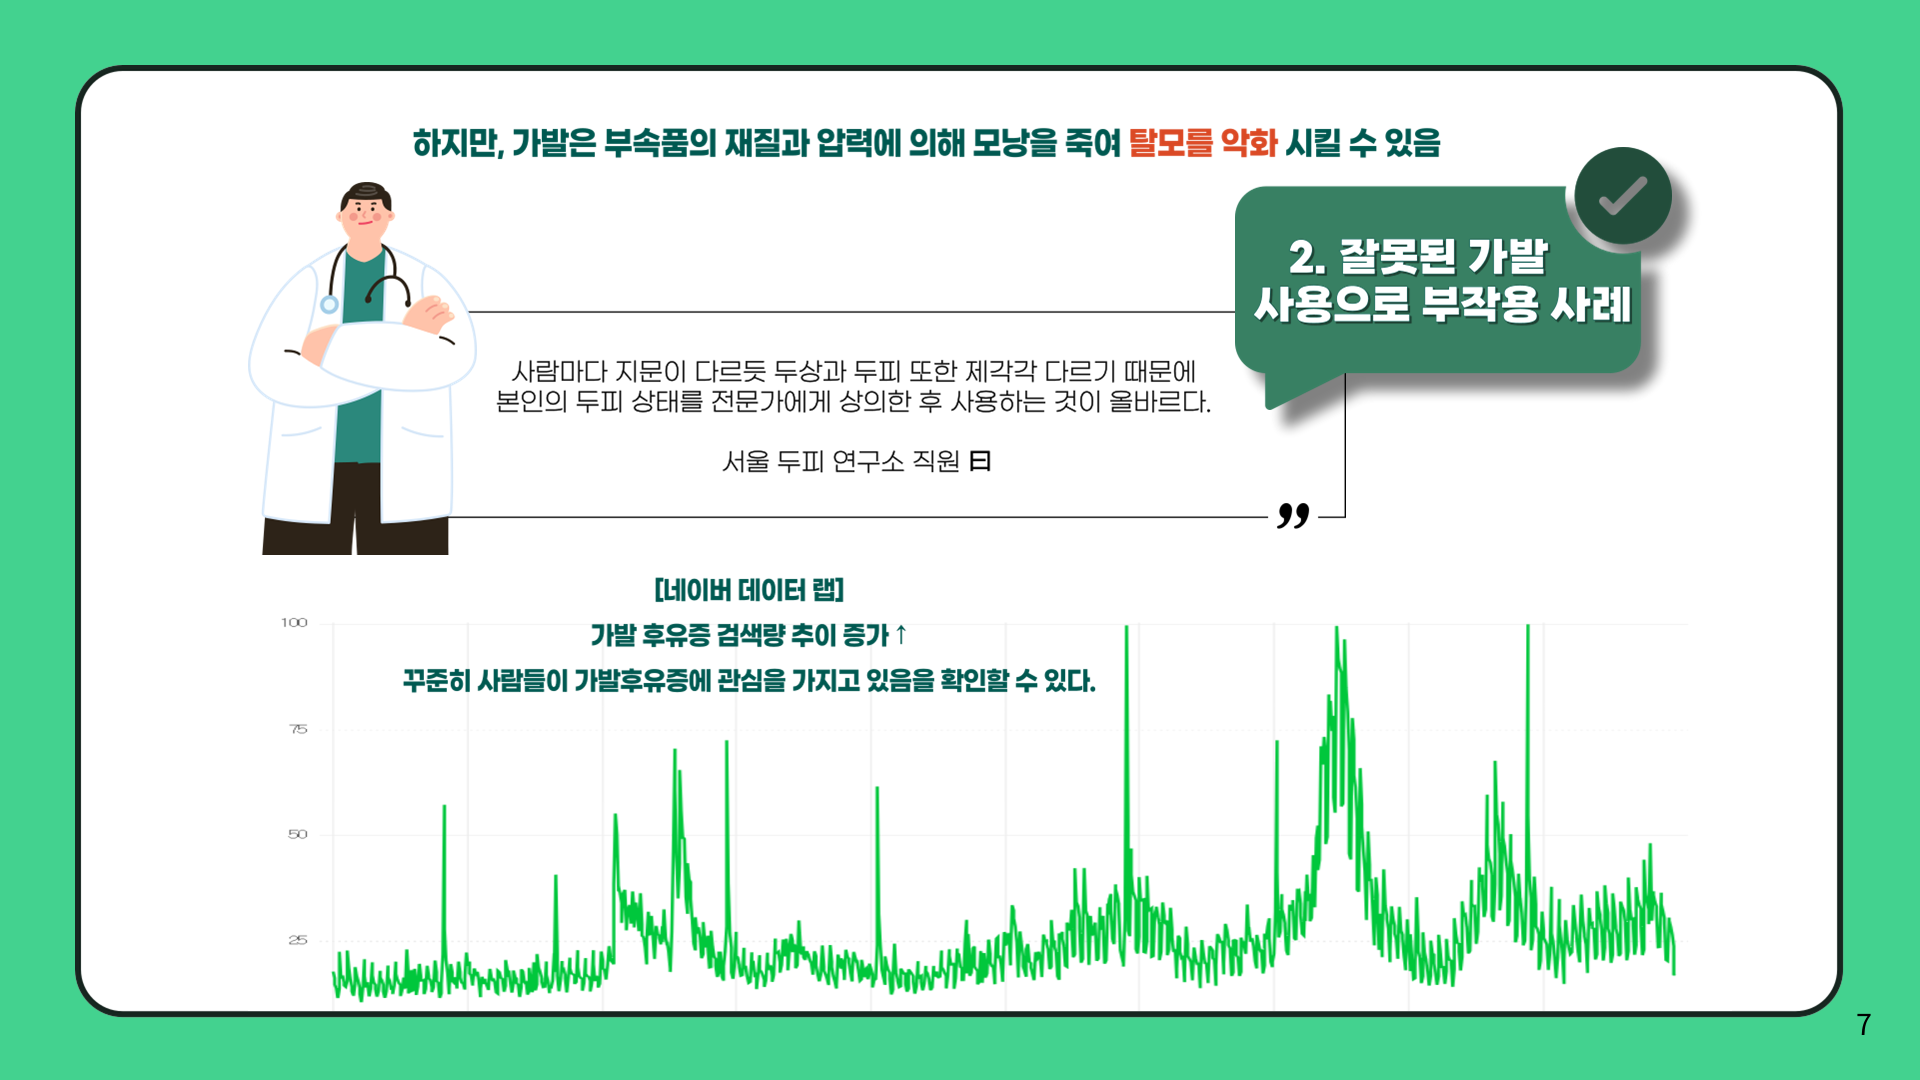 하지만, 가발은 부속품의 재질과 압력에 의해 모낭을 죽여 탈모를 악화 시킬 수 있음
2. 잘못된 가발
사용으로 부작용 사례
사람마다 지문이 다르듯 두상과 두피 또한 제각각 다르기 때문에
본인의 두피 상태를 전문가에게 상의한 후 사용하는 것이 올바르다.
서울 두피 연구소 직원 曰
”
[네이버 데이터 랩]
가발 후유증 검색량 추이 증가 ↑
꾸준히 사람들이 가발후유증에 관심을 가지고 있음을 확인할 수 있다.
100
75
50
25
7